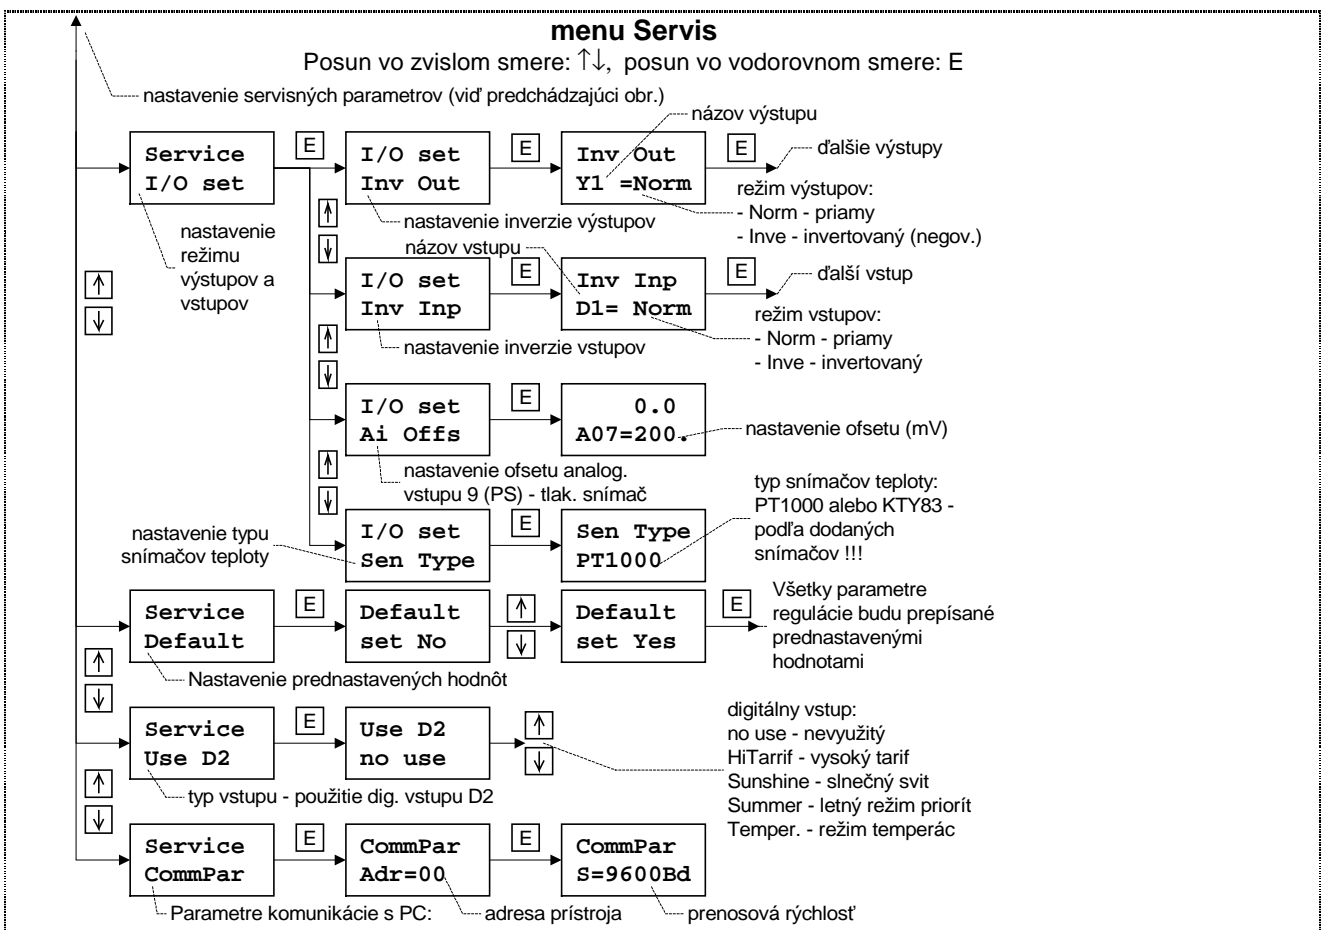 menu Servis
Posun vo zvislom smere: ↑↓, posun vo vodorovnom smere: E
nastavenie servisných parametrov (viď predchádzajúci obr.)
názov výstupu
Service
I/O set
E
I/O set
Inv Out
E
Inv Out
Y1 =Norm
E
ďalšie výstupy
režim výstupov:
- Norm - priamy
- Inve - invertovaný (negov.)
nastavenie
režimu
výstupov a
vstupov
nastavenie inverzie výstupov
názov vstupu
I/O set
Inv Inp
E
Inv Inp
D1= Norm
E
ďalší vstup
režim vstupov:
- Norm - priamy
- Inve - invertovaný
nastavenie inverzie vstupov
I/O set
Ai Offs
E
0.0
A07=200.
nastavenie ofsetu (mV)
nastavenie ofsetu analog.
vstupu 9 (PS) - tlak. snímač
typ snímačov teploty:
PT1000 alebo KTY83 -
podľa dodaných
snímačov !!!
nastavenie typu
snímačov teploty
I/O set
Sen Type
E
Sen Type
PT1000
Service
Default
E
Default
set No
Default
set Yes
E
Všetky parametre
regulácie budu prepísané
prednastavenými
hodnotami
Nastavenie prednastavených hodnôt
Service
Use D2
E
Use D2
no use
digitálny vstup:
no use - nevyužitý
HiTarrif - vysoký tarif
Sunshine - slnečný svit
Summer - letný režim priorít
Temper. - režim temperác
typ vstupu - použitie dig. vstupu D2
Service
CommPar
E
CommPar
Adr=00
E
CommPar
S=9600Bd
Parametre komunikácie s PC:
adresa prístroja
prenosová rýchlosť